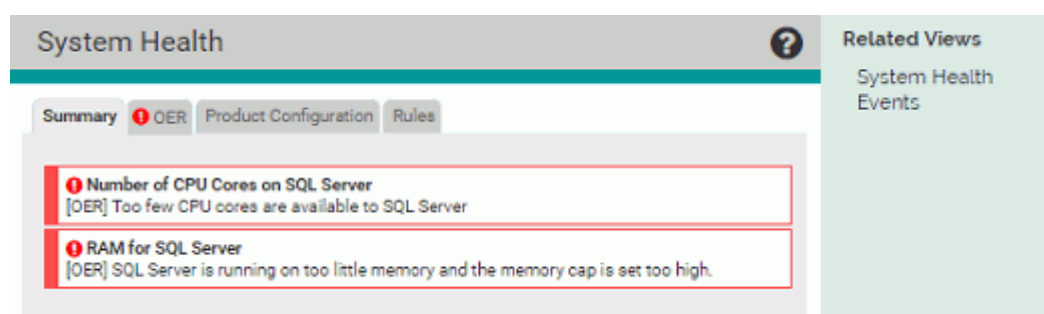 System Health
Related Views
System Health
Events
Summary OER Product Configuration Rules
Number of CPU Cores on SQL Server
[OER] Too few CPU cores are available to SQL Server
RAM for SQL Server
[OER] SQL Server is running on too little memory and the memory cap is set too high.